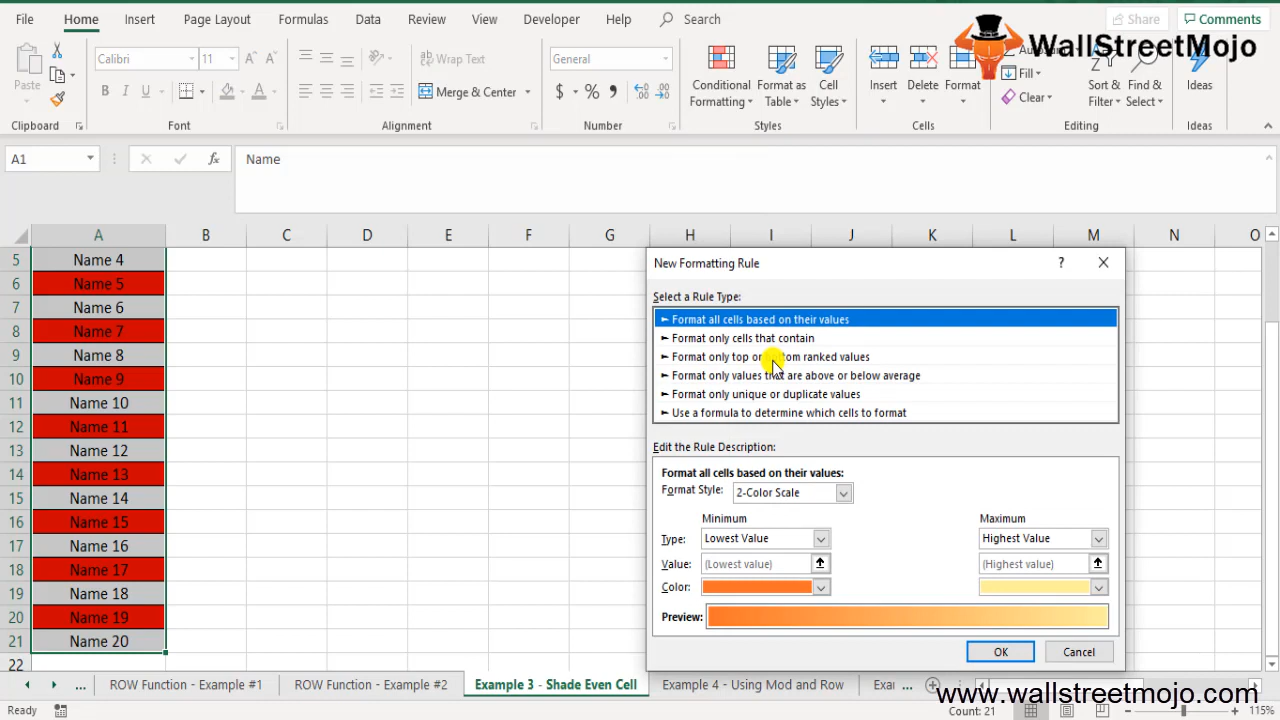 File Home Insert Page Layout Formulas Data Review View Developer Help Search Share Comments
WallStreetMojo
Paste
Clipboard
Calibri 11
B I U
Font
Wrap Text
Merge & Center
Alignment
General
$ % ,
Number
Conditional Formatting
Format as Table
Cell Styles
Styles
Insert
Delete
Format
Cells
Fill
Clear
Sort & Filter
Find & Select
Editing
Ideas
Ideas
A1 fx Name
A B C D E F G H I J K L M N O
5 Name 4
6 Name 5
7 Name 6
8 Name 7
9 Name 8
10 Name 9
11 Name 10
12 Name 11
13 Name 12
14 Name 13
15 Name 14
16 Name 15
17 Name 16
18 Name 17
19 Name 18
20 Name 19
21 Name 20
22
New Formatting Rule ?
Select a Rule Type:
► Format all cells based on their values
► Format only cells that contain
► Format only top or bottom ranked values
► Format only values that are above or below average
► Format only unique or duplicate values
► Use a formula to determine which cells to format
Edit the Rule Description:
Format all cells based on their values:
Format Style: 2-Color Scale
Minimum Maximum
Type: Lowest Value Highest Value
Value: (Lowest value) (Highest value)
Color:
Preview:
OK Cancel
... ROW Function - Example #1 ROW Function - Example #2 Example 3 - Shade Even Cell Example 4 - Using Mod and Row ...
www.wallstreetmojo.com
Ready Count: 21 115%